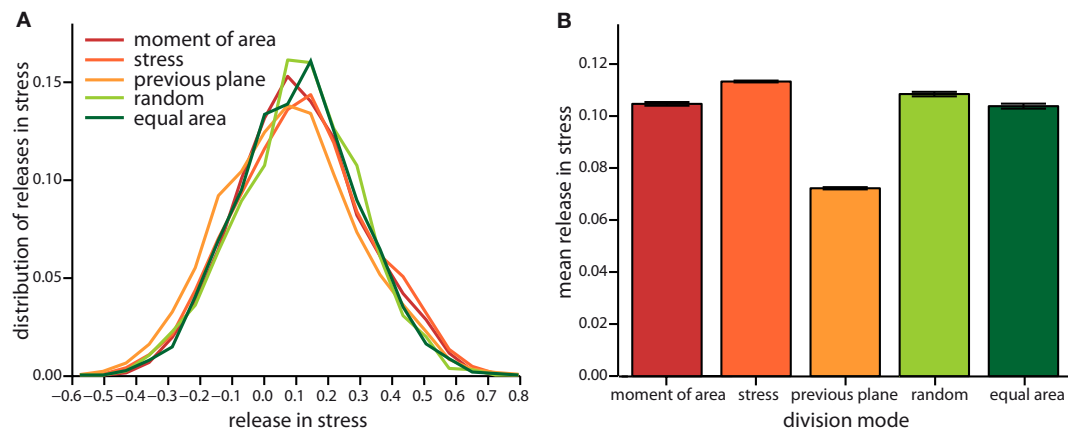 A
distribution of releases in stress
0.15
0.10
0.05
0.00
moment of area
stress
previous plane
random
equal area
−0.6 −0.5 −0.4 −0.3 −0.2 −0.1 0.0 0.1 0.2 0.3 0.4 0.5 0.6 0.7 0.8
release in stress
B
mean release in stress
0.12
0.10
0.08
0.06
0.04
0.02
0.00
moment of area stress previous plane random equal area
division mode